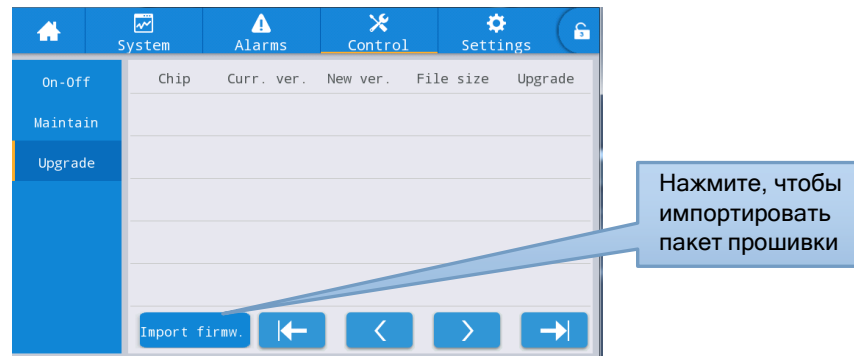 System Alarms Control Settings
On-Off
Maintain
Upgrade
Chip Curr. ver. New ver. File size Upgrade
Import firmw.
Нажмите, чтобы
импортировать
пакет прошивки